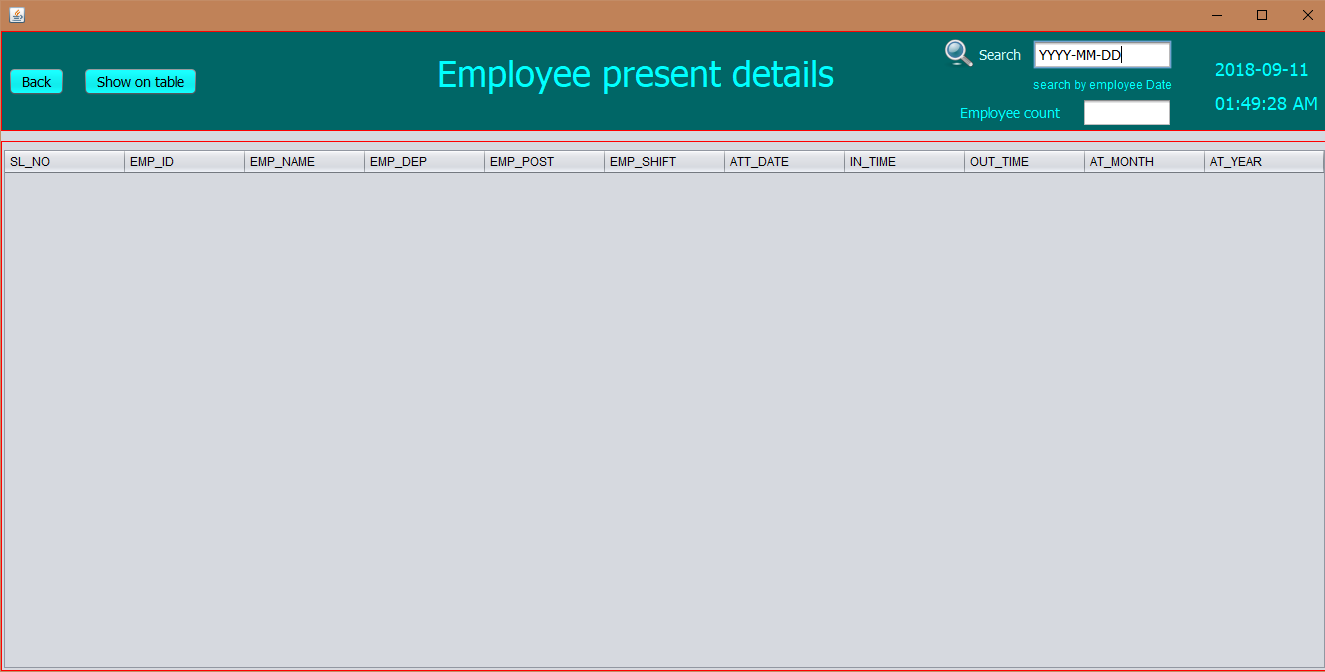 Employee present details
Back
Show on table
Search
YYYY-MM-DD
search by employee Date
Employee count
2018-09-11
01:49:28 AM
SL_NO EMP_ID EMP_NAME EMP_DEP EMP_POST EMP_SHIFT ATT_DATE IN_TIME OUT_TIME AT_MONTH AT_YEAR